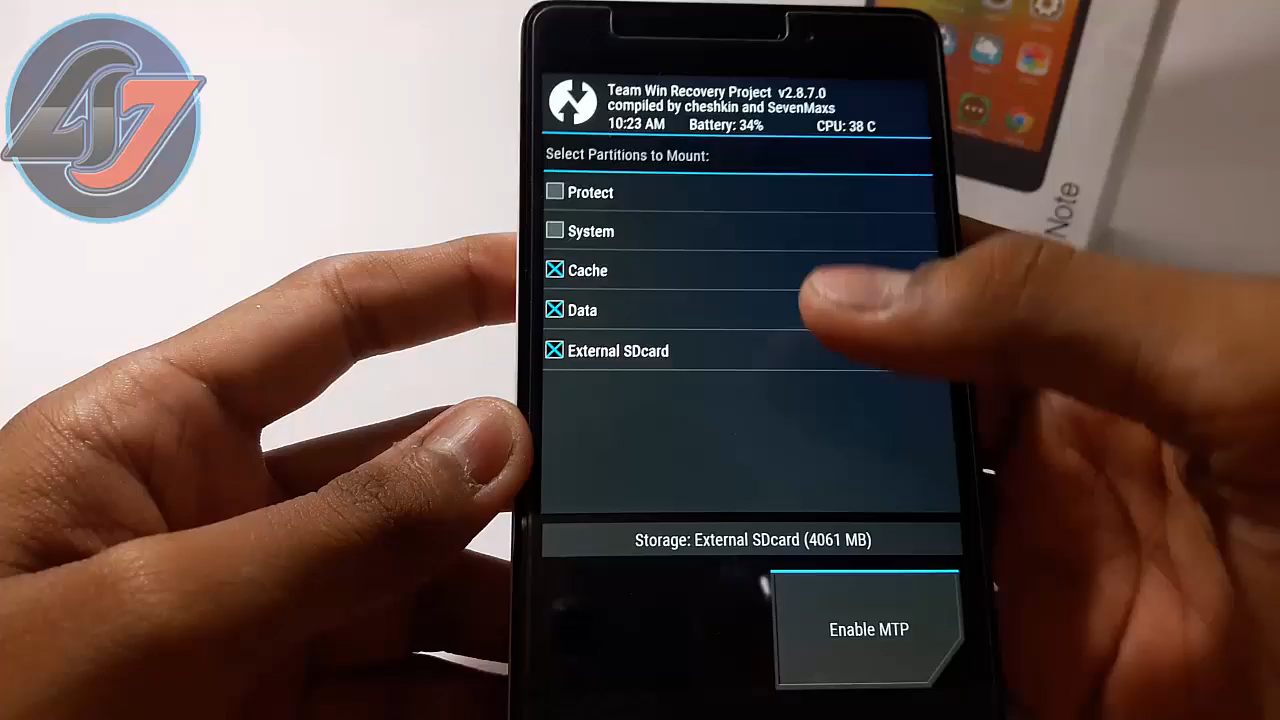 Team Win Recovery Project v2.8.7.0
compiled by cheshkin and SevenMaxs
10:23 AM Battery: 34% CPU: 38 C
Select Partitions to Mount:
Protect
System
Cache
Data
External SDcard
Storage: External SDcard (4061 MB)
Enable MTP
Note